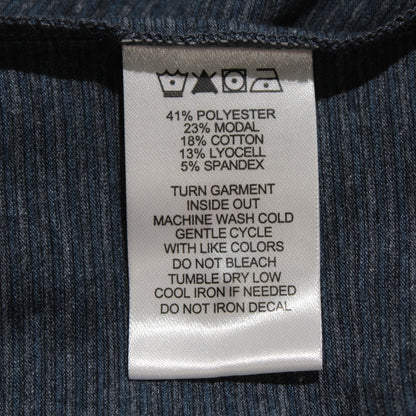 41% POLYESTER
23% MODAL
18% COTTON
13% LYOCELL
5% SPANDEX
TURN GARMENT
INSIDE OUT
MACHINE WASH COLD
GENTLE CYCLE
WITH LIKE COLORS
DO NOT BLEACH
TUMBLE DRY LOW
COOL IRON IF NEEDED
DO NOT IRON DECAL